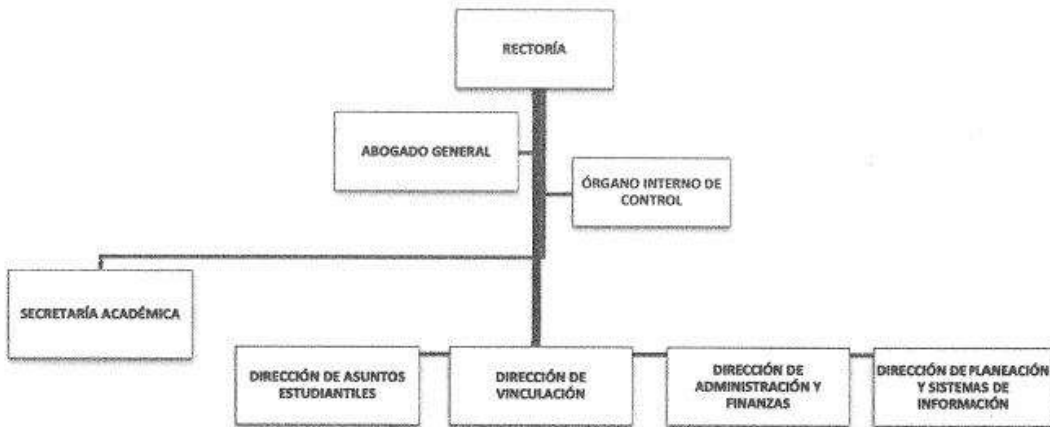 RECTORÍA
ABOGADO GENERAL
ÓRGANO INTERNO DE
CONTROL
SECRETARÍA ACADÉMICA
DIRECCIÓN DE ASUNTOS
ESTUDIANTILES
DIRECCIÓN DE
VINCULACIÓN
DIRECCIÓN DE
ADMINISTRACIÓN Y
FINANZAS
DIRECCIÓN DE PLANEACIÓN
Y SISTEMAS DE
INFORMACIÓN